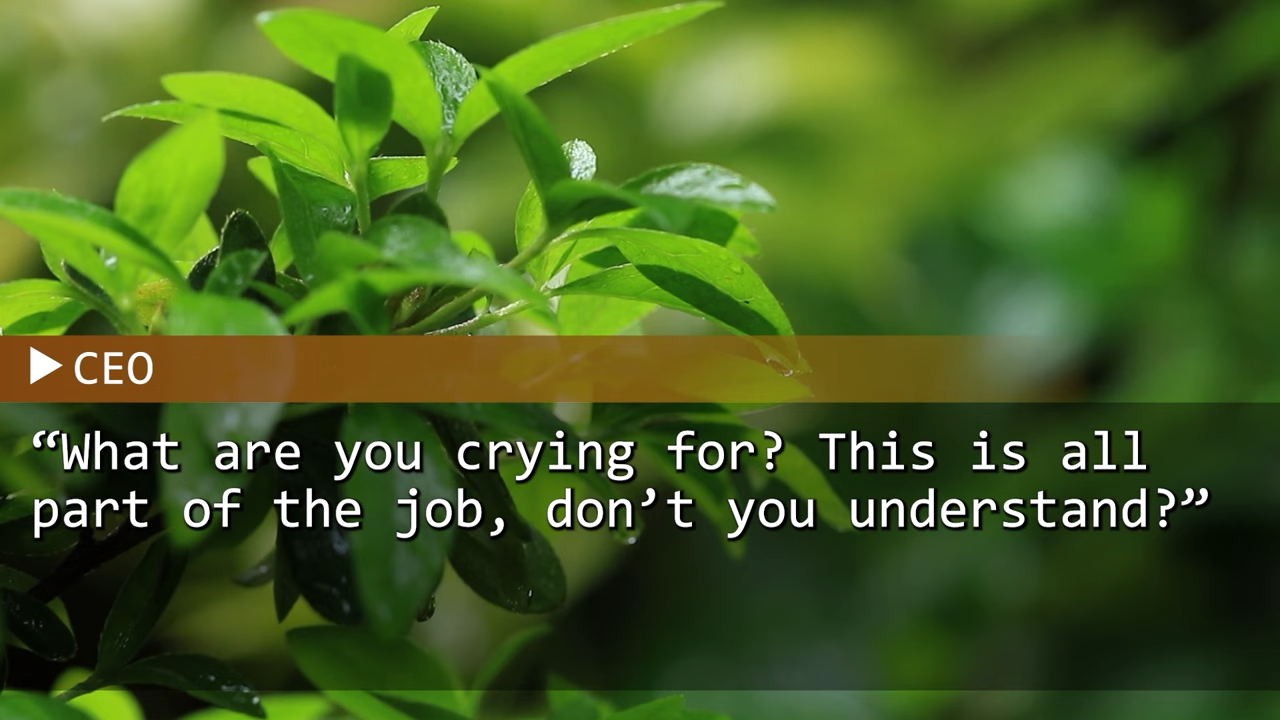 ▶CEO
“What are you crying for? This is all
part of the job, don’t you understand?”